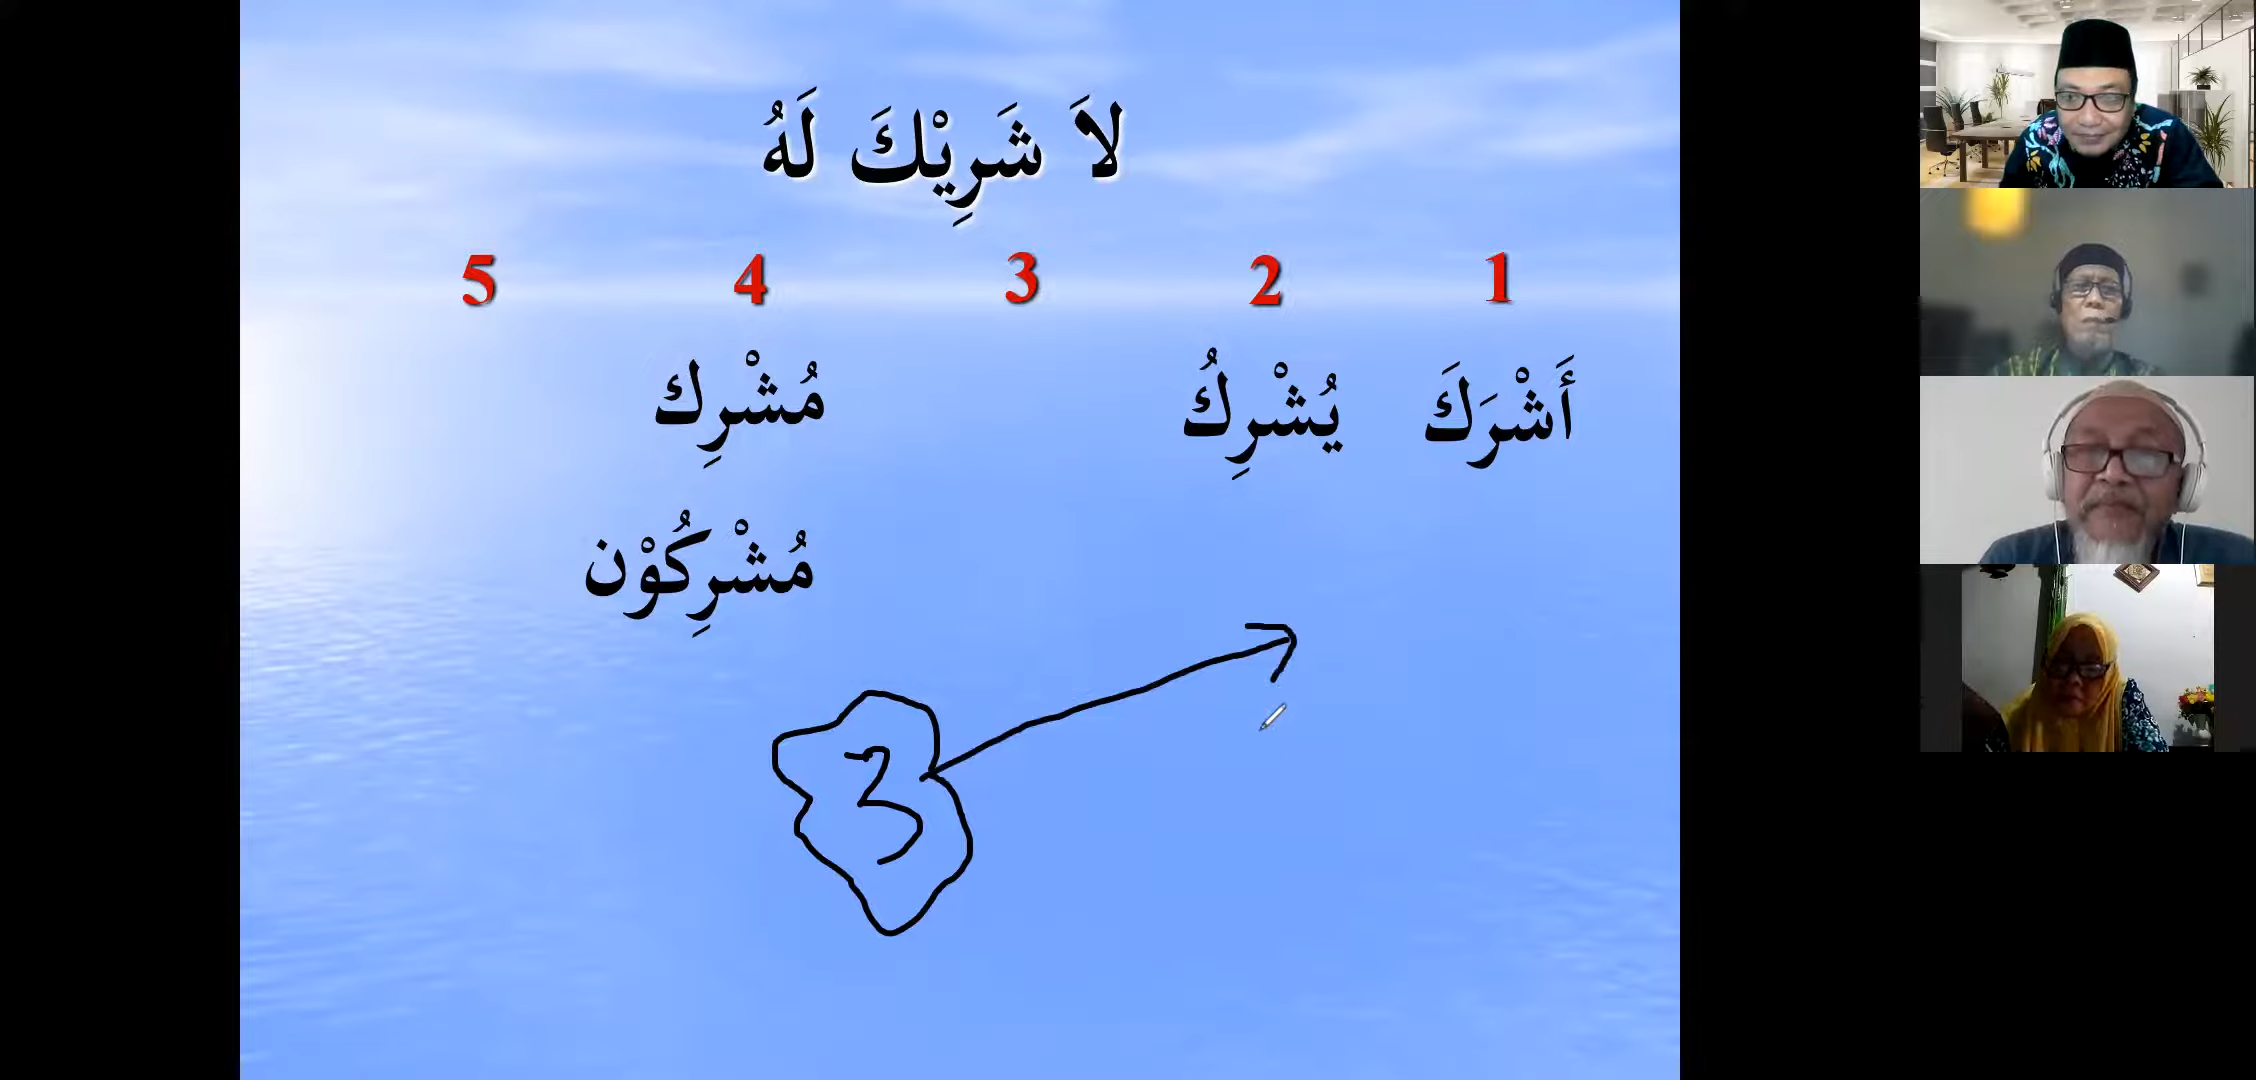 لاَ شَرِيْكَ لَهُ
1 2 3 4 5
أَشْرَكَ يُشْرِكُ مُشْرِك
مُشْرِكُوْن
3